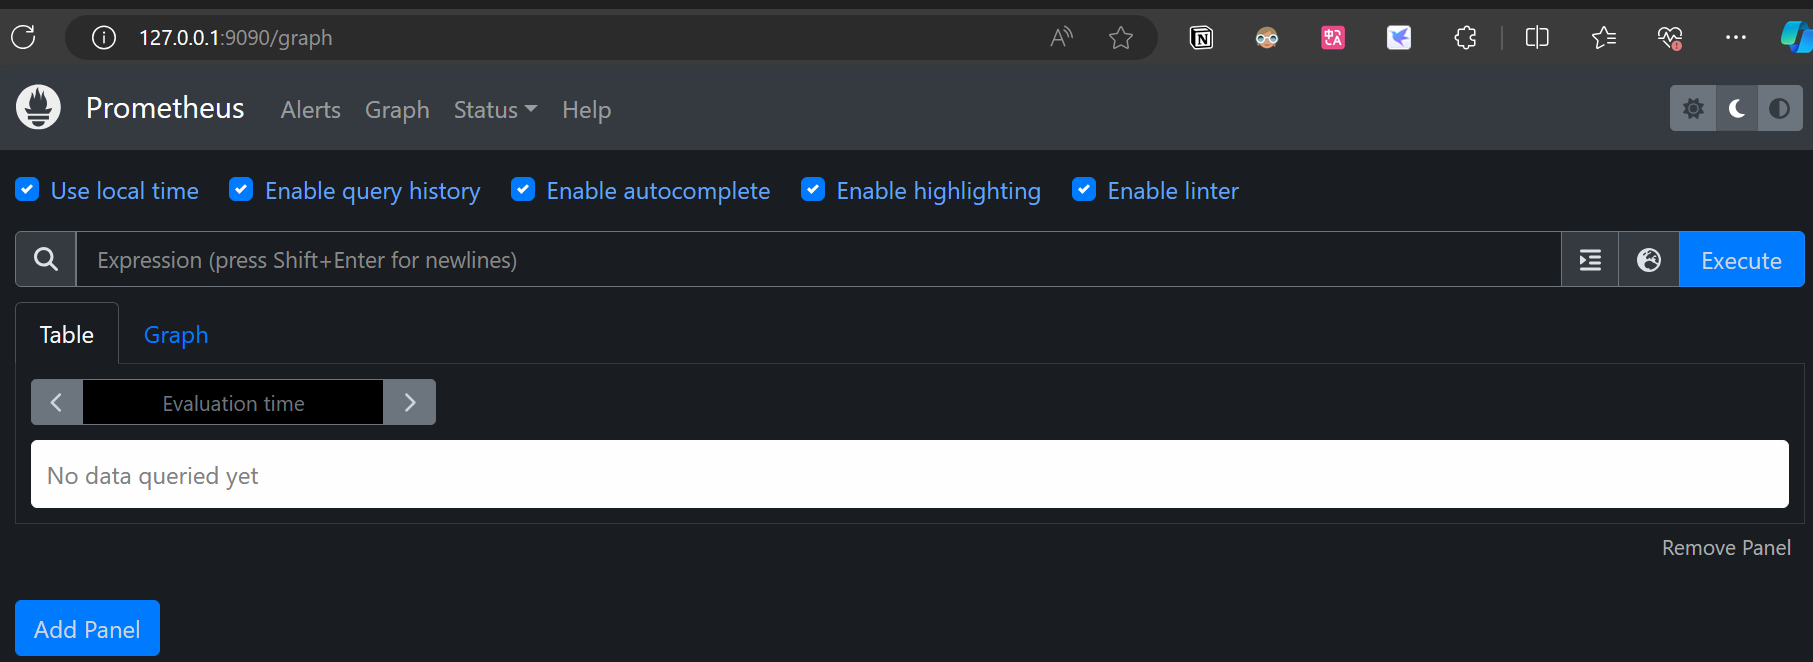 127.0.0.1:9090/graph
Prometheus Alerts Graph Status Help
Use local time Enable query history Enable autocomplete Enable highlighting Enable linter
Expression (press Shift+Enter for newlines) Execute
Table Graph
Evaluation time
No data queried yet
Remove Panel
Add Panel